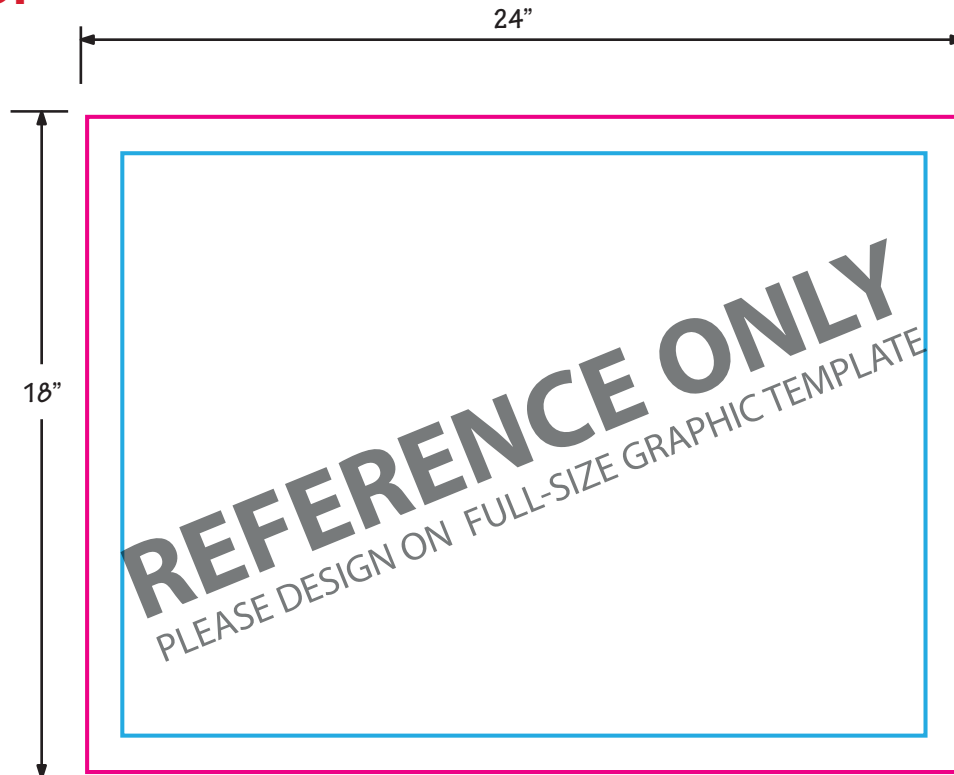 24”
18”
REFERENCE ONLY
PLEASE DESIGN ON FULL-SIZE GRAPHIC TEMPLATE